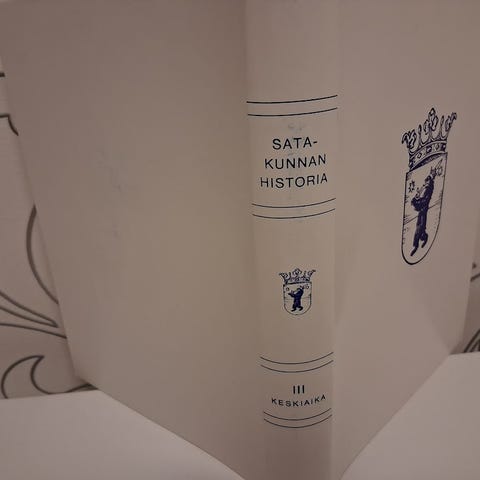 SATA-
KUNNAN
HISTORIA
III
KESKIAIKA